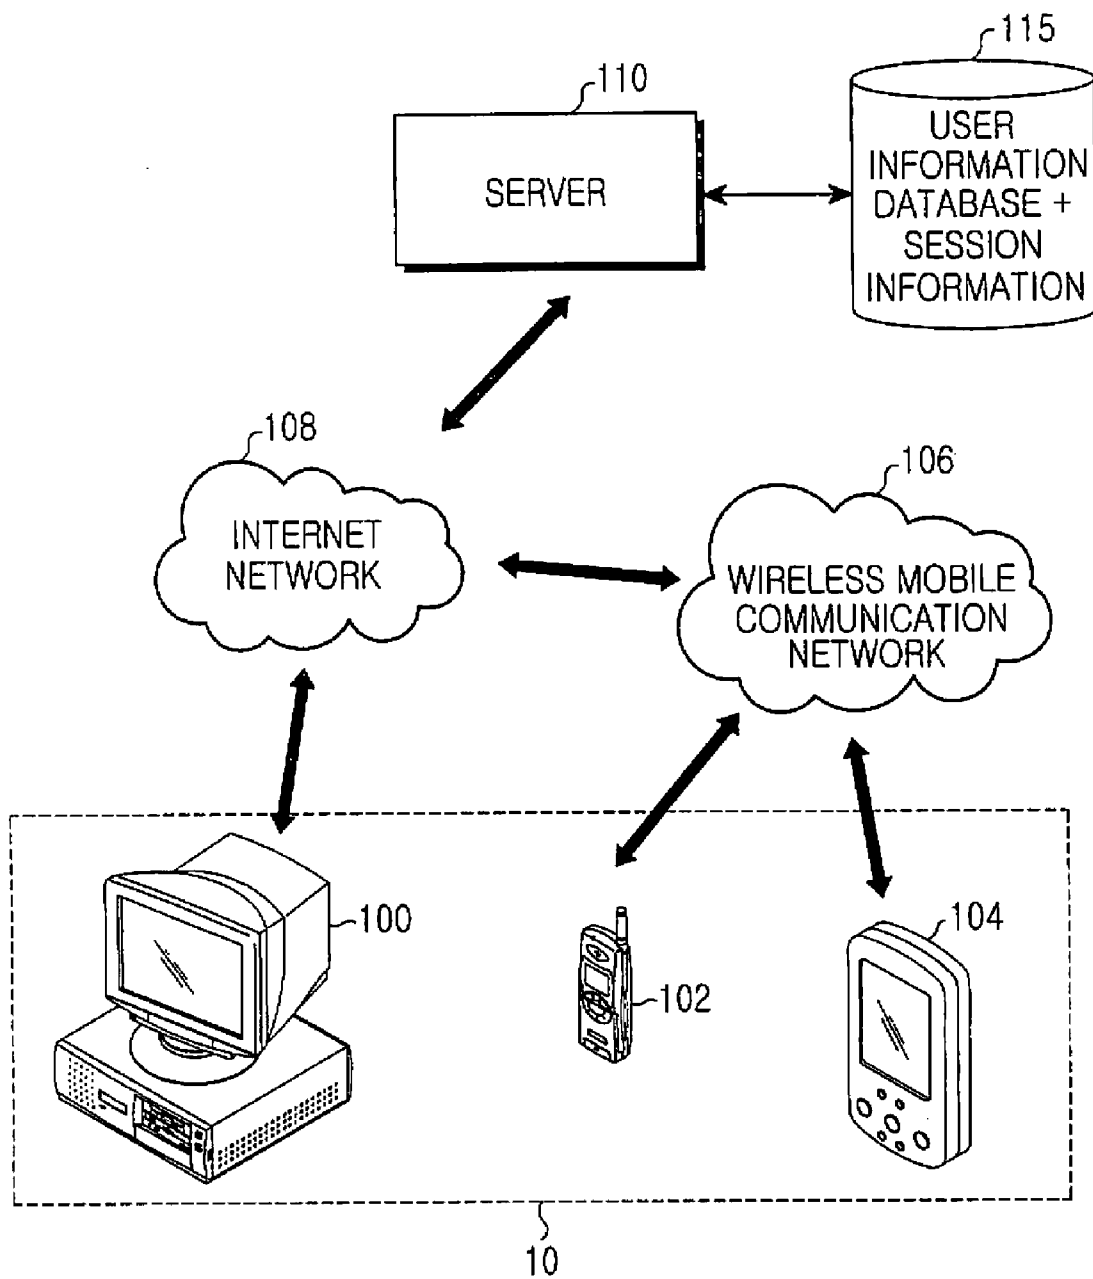 115
110
USER
INFORMATION
DATABASE +
SESSION
INFORMATION
SERVER
108
INTERNET
NETWORK
106
WIRELESS MOBILE
COMMUNICATION
NETWORK
100
102
104
10